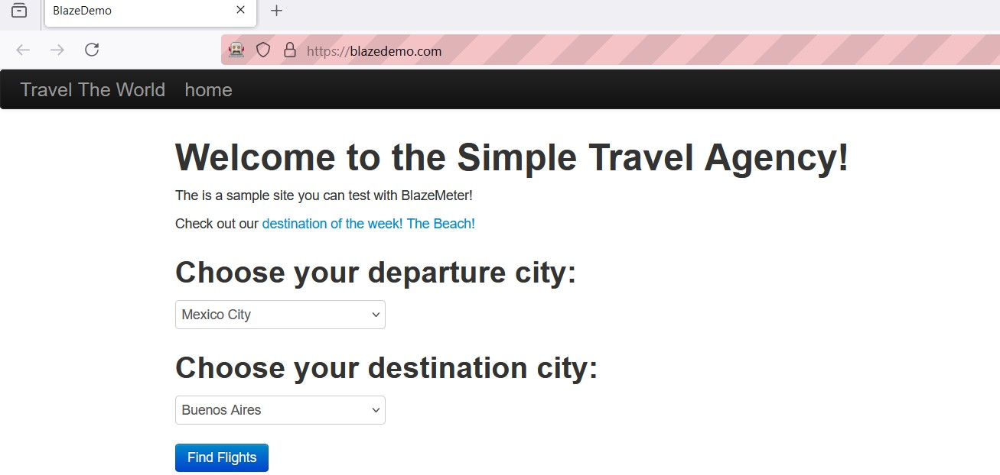 BlazeDemo
https://blazedemo.com
Travel The World home
Welcome to the Simple Travel Agency!
The is a sample site you can test with BlazeMeter!
Check out our destination of the week! The Beach!
Choose your departure city:
Mexico City
Choose your destination city:
Buenos Aires
Find Flights